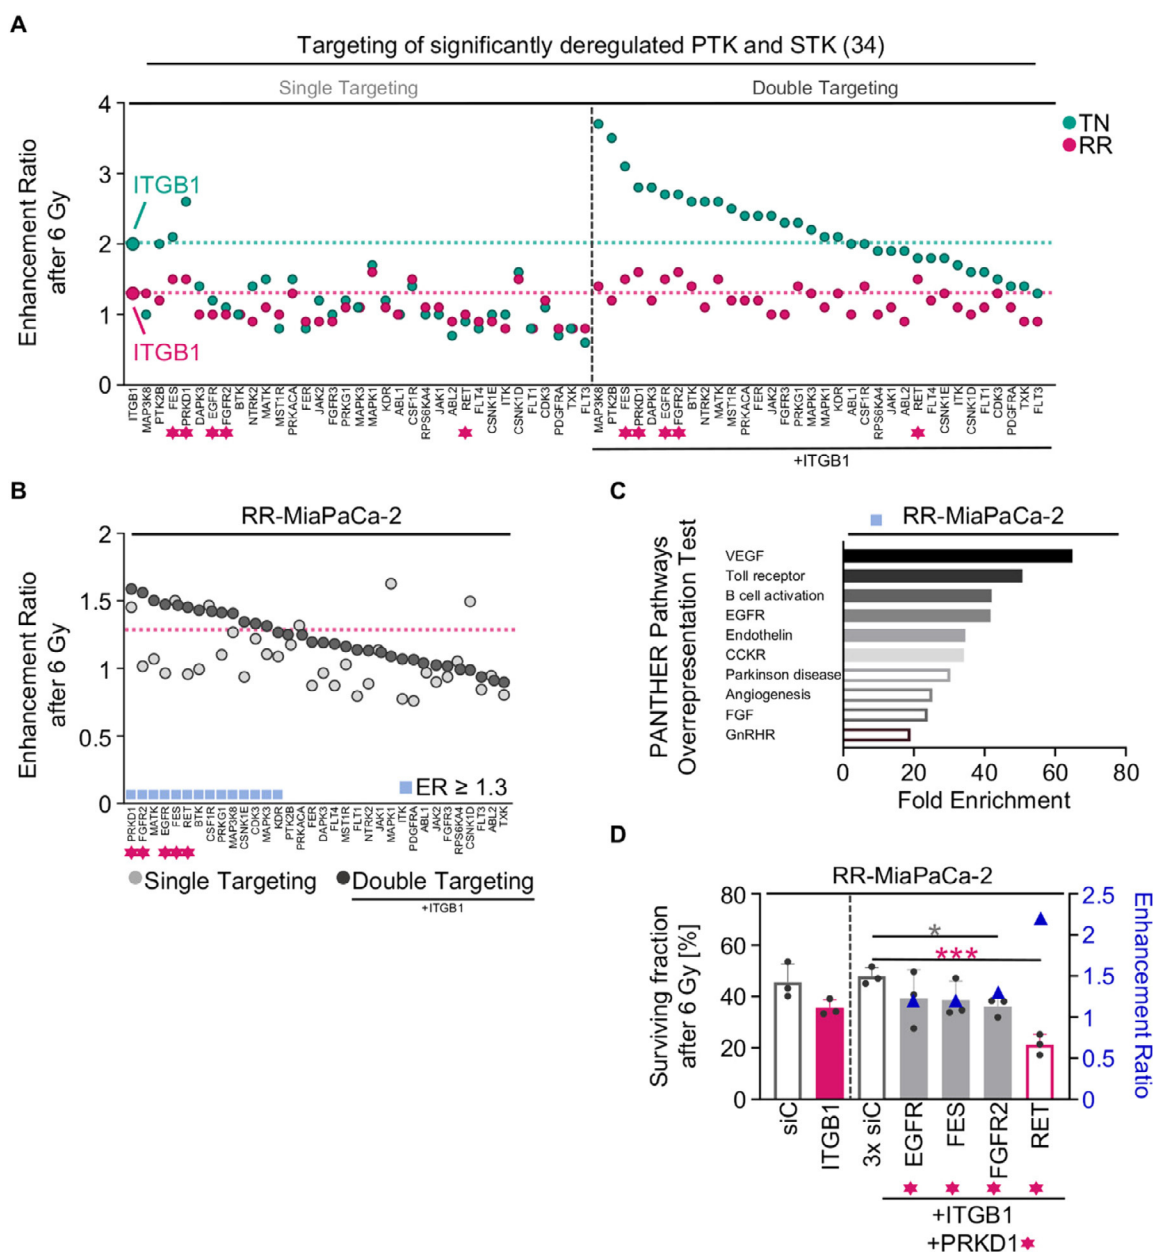 A
Targeting of significantly deregulated PTK and STK (34)
Single Targeting
Double Targeting
Enhancement Ratio
after 6 Gy
4
3
2
1
0
TN
RR
ITGB1
ITGB1
ITGB1
MAP3K8
PTK2B
FES
PRKD1
DAPK3
EGFR
FGFR2
BTK
NTRK2
MATK
MST1R
PRKACA
FER
JAK2
FGFR3
PRKG1
MAPK3
MAPK1
KDR
ABL1
CSF1R
RPS6KA4
JAK1
ABL2
RET
FLT4
CSNK1E
ITK
CSNK1D
FLT1
CDK3
PDGFRA
TXK
FLT3
MAP3K8
PTK2B
FES
PRKD1
DAPK3
EGFR
FGFR2
BTK
NTRK2
MATK
MST1R
PRKACA
FER
JAK2
FGFR3
PRKG1
MAPK3
MAPK1
KDR
ABL1
CSF1R
RPS6KA4
JAK1
ABL2
RET
FLT4
CSNK1E
ITK
CSNK1D
FLT1
CDK3
PDGFRA
TXK
FLT3
+ITGB1
B
RR-MiaPaCa-2
Enhancement Ratio
after 6 Gy
2
1.5
1
0.5
0
ER ≥ 1.3
PRKD1
FGFR2
MATK
EGFR
FES
RET
BTK
CSF1R
PRKG1
MAP3K8
CSNK1E
CDK3
MAPK3
KDR
PTK2B
PRKACA
FER
DAPK3
FLT4
MST1R
FLT1
NTRK2
JAK1
MAPK1
ITK
PDGFRA
ABL1
JAK2
FGFR3
RPS6KA4
CSNK1D
FLT3
ABL2
TXK
Single Targeting
Double Targeting
+ITGB1
C
RR-MiaPaCa-2
PANTHER Pathways
Overrepresentation Test
VEGF
Toll receptor
B cell activation
EGFR
Endothelin
CCKR
Parkinson disease
Angiogenesis
FGF
GnRHR
0
20
40
60
80
Fold Enrichment
D
RR-MiaPaCa-2
Surviving fraction
after 6 Gy [%]
80
60
40
20
0
*
***
2.5
2
1.5
1
0.5
0
Enhancement Ratio
siC
ITGB1
3x siC
EGFR
FES
FGFR2
RET
+ITGB1
+PRKD1